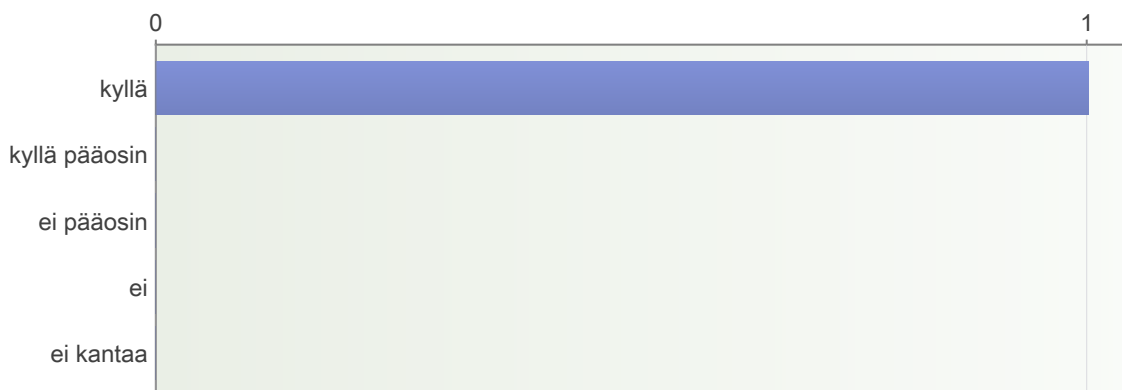 0 1
kyllä
kyllä pääosin
ei pääosin
ei
ei kantaa